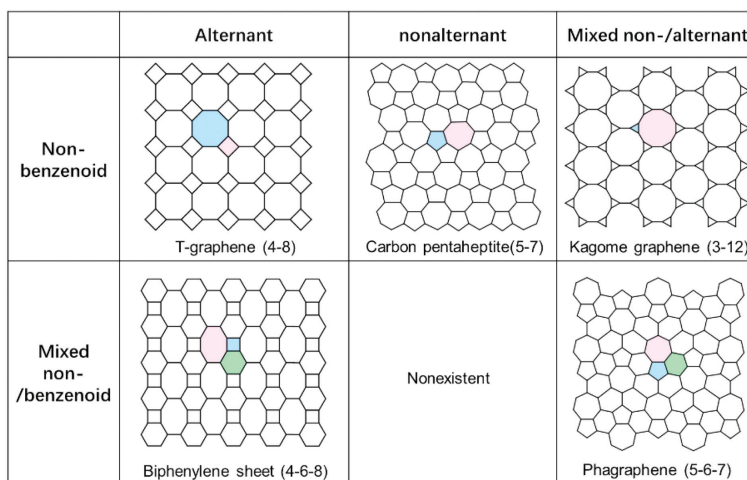 Alternant
nonalternant
Mixed non-/alternant
Non-
benzenoid
T-graphene (4-8)
Carbon pentaheptite(5-7)
Kagome graphene (3-12)
Mixed
non-
/benzenoid
Nonexistent
Biphenylene sheet (4-6-8)
Phagraphene (5-6-7)